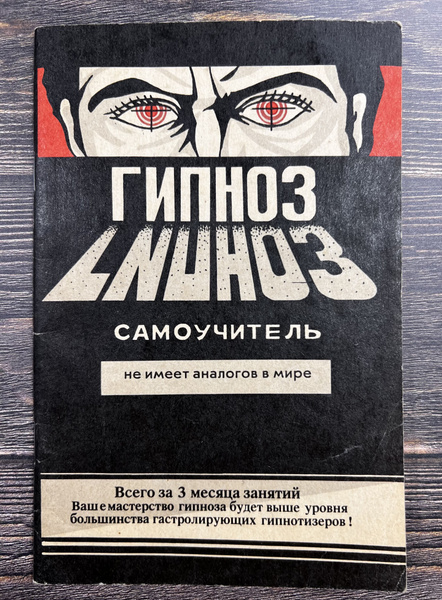 ГИПНОЗ
ГИПНОЗ
САМОУЧИТЕЛЬ
не имеет аналогов в мире
Всего за 3 месяца занятий
Ваше мастерство гипноза будет выше уровня
большинства гастролирующих гипнотизеров!